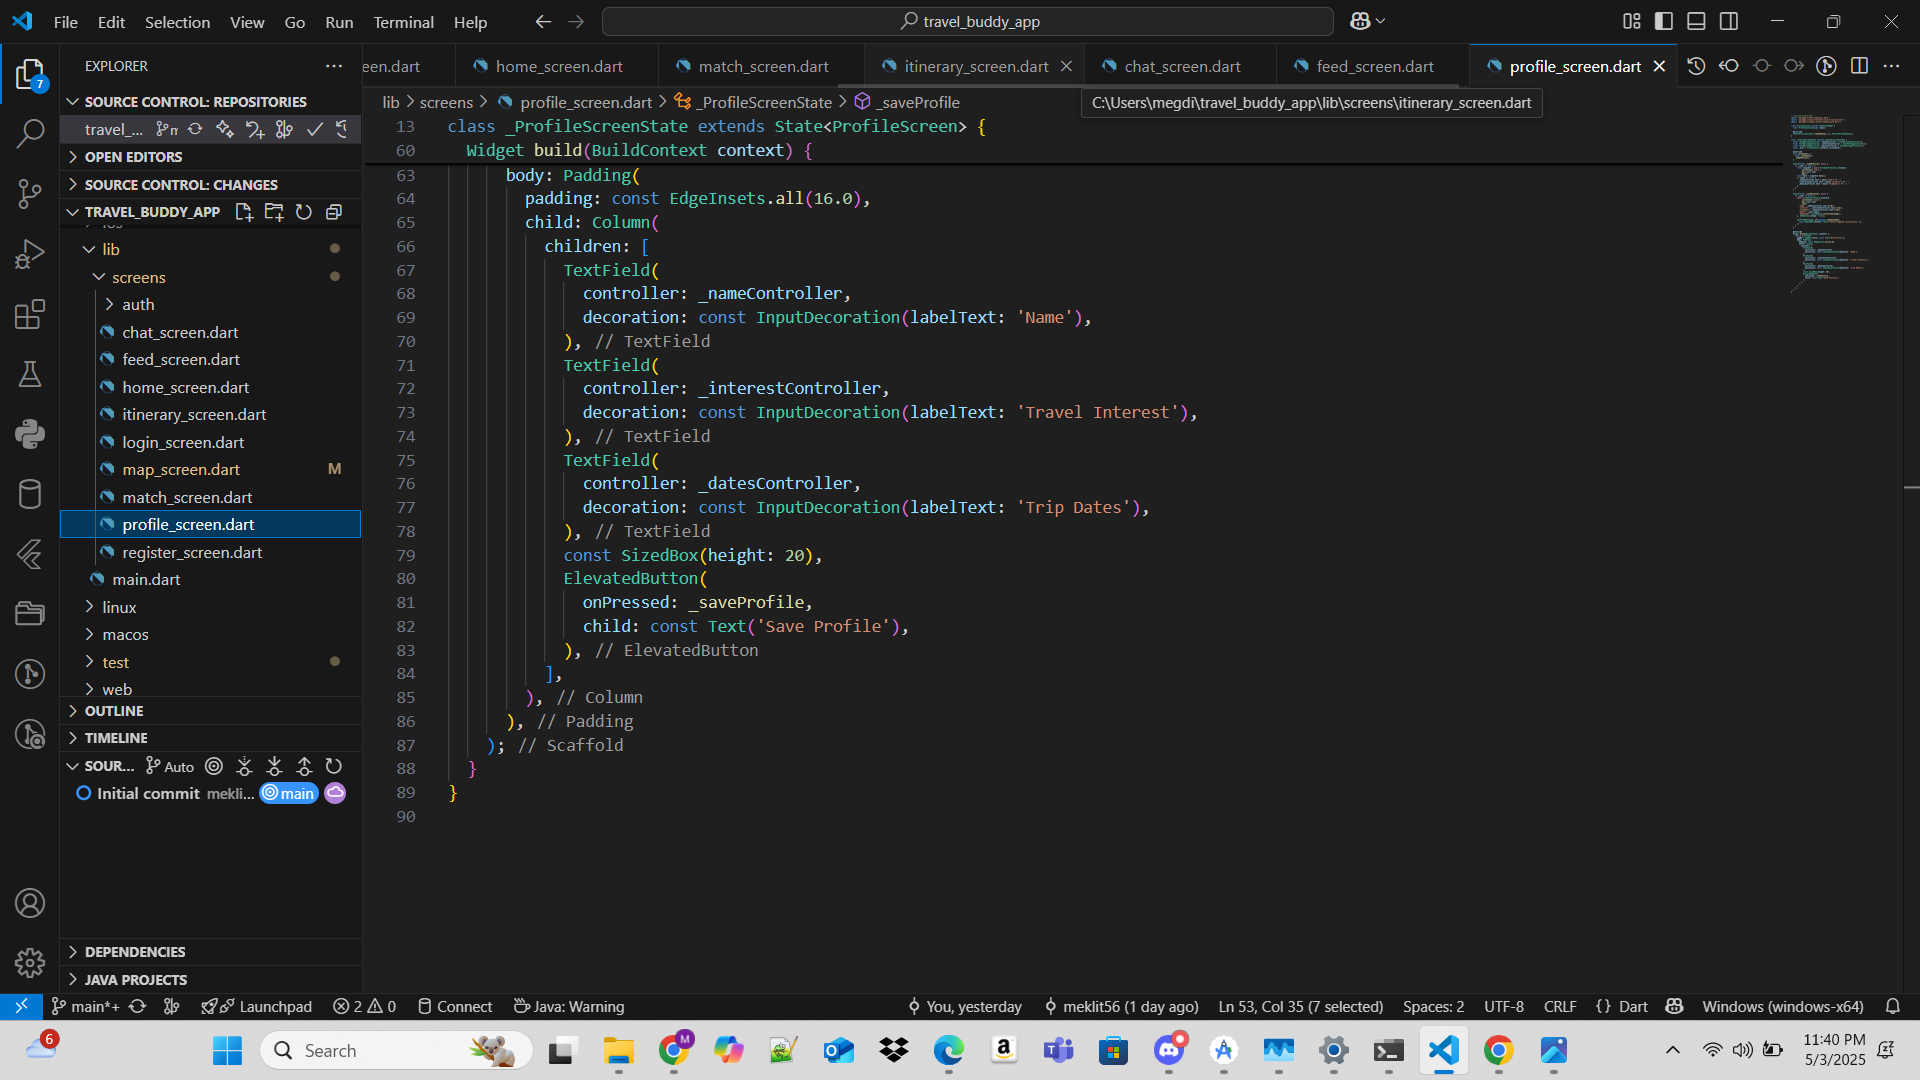 File Edit Selection View Go Run Terminal Help
travel_buddy_app
EXPLORER
een.dart
home_screen.dart
match_screen.dart
itinerary_screen.dart
chat_screen.dart
feed_screen.dart
profile_screen.dart
7
SOURCE CONTROL: REPOSITORIES
travel_...
OPEN EDITORS
SOURCE CONTROL: CHANGES
TRAVEL_BUDDY_APP
lib
screens
auth
chat_screen.dart
feed_screen.dart
home_screen.dart
itinerary_screen.dart
login_screen.dart
map_screen.dart M
match_screen.dart
profile_screen.dart
register_screen.dart
main.dart
linux
macos
test
web
OUTLINE
TIMELINE
SOUR... Auto
Initial commit mekli... main
DEPENDENCIES
JAVA PROJECTS
lib > screens > profile_screen.dart > _ProfileScreenState > _saveProfile
C:\Users\megdi\travel_buddy_app\lib\screens\itinerary_screen.dart
13 class _ProfileScreenState extends State<ProfileScreen> {
60 Widget build(BuildContext context) {
63 body: Padding(
64 padding: const EdgeInsets.all(16.0),
65 child: Column(
66 children: [
67 TextField(
68 controller: _nameController,
69 decoration: const InputDecoration(labelText: 'Name'),
70 ), // TextField
71 TextField(
72 controller: _interestController,
73 decoration: const InputDecoration(labelText: 'Travel Interest'),
74 ), // TextField
75 TextField(
76 controller: _datesController,
77 decoration: const InputDecoration(labelText: 'Trip Dates'),
78 ), // TextField
79 const SizedBox(height: 20),
80 ElevatedButton(
81 onPressed: _saveProfile,
82 child: const Text('Save Profile'),
83 ), // ElevatedButton
84 ],
85 ), // Column
86 ), // Padding
87 ); // Scaffold
88 }
89 }
90
main*+ Launchpad 2 0 Connect Java: Warning You, yesterday meklit56 (1 day ago) Ln 53, Col 35 (7 selected) Spaces: 2 UTF-8 CRLF {} Dart Windows (windows-x64)
6
Search
M
11:40 PM
5/3/2025